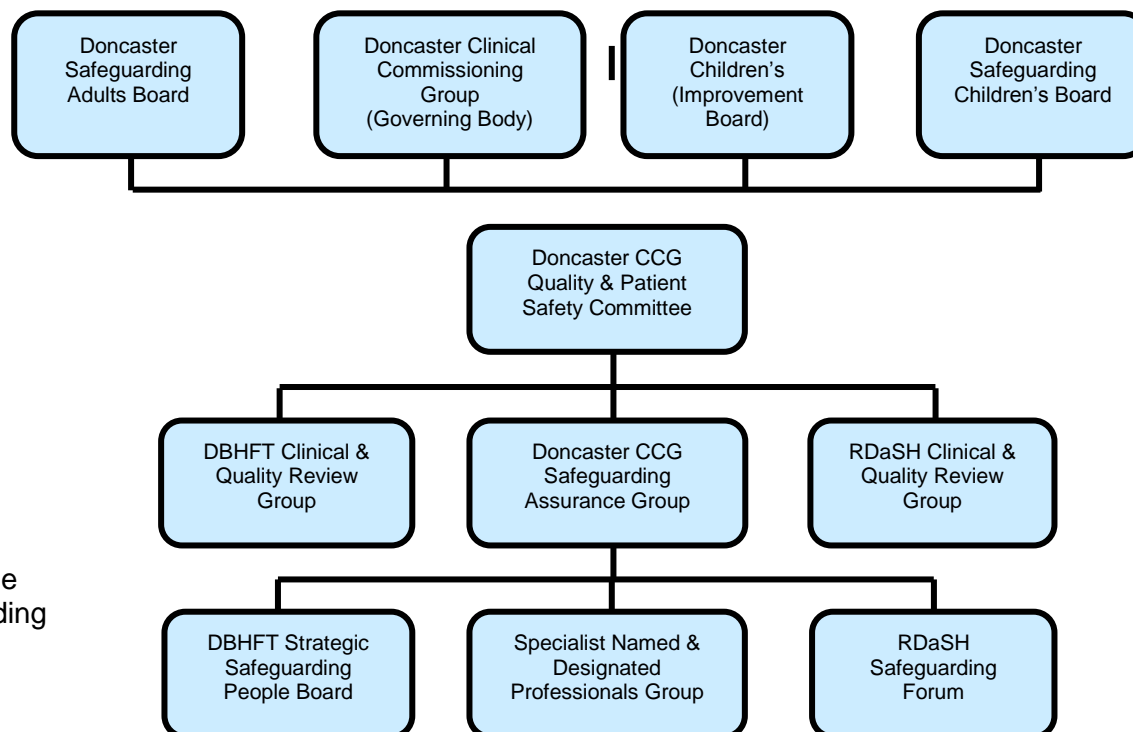 Doncaster
Safeguarding
Adults Board
Doncaster Clinical
Commissioning
Group
(Governing Body)
Doncaster
Children's
(Improvement
Board)
Doncaster
Safeguarding
Children's Board
Doncaster CCG
Quality & Patient
Safety Committee
DBHFT Clinical &
Quality Review
Group
Doncaster CCG
Safeguarding
Assurance Group
RDaSH Clinical &
Quality Review
Group
DBHFT Strategic
Safeguarding
People Board
Specialist Named &
Designated
Professionals Group
RDaSH
Safeguarding
Forum